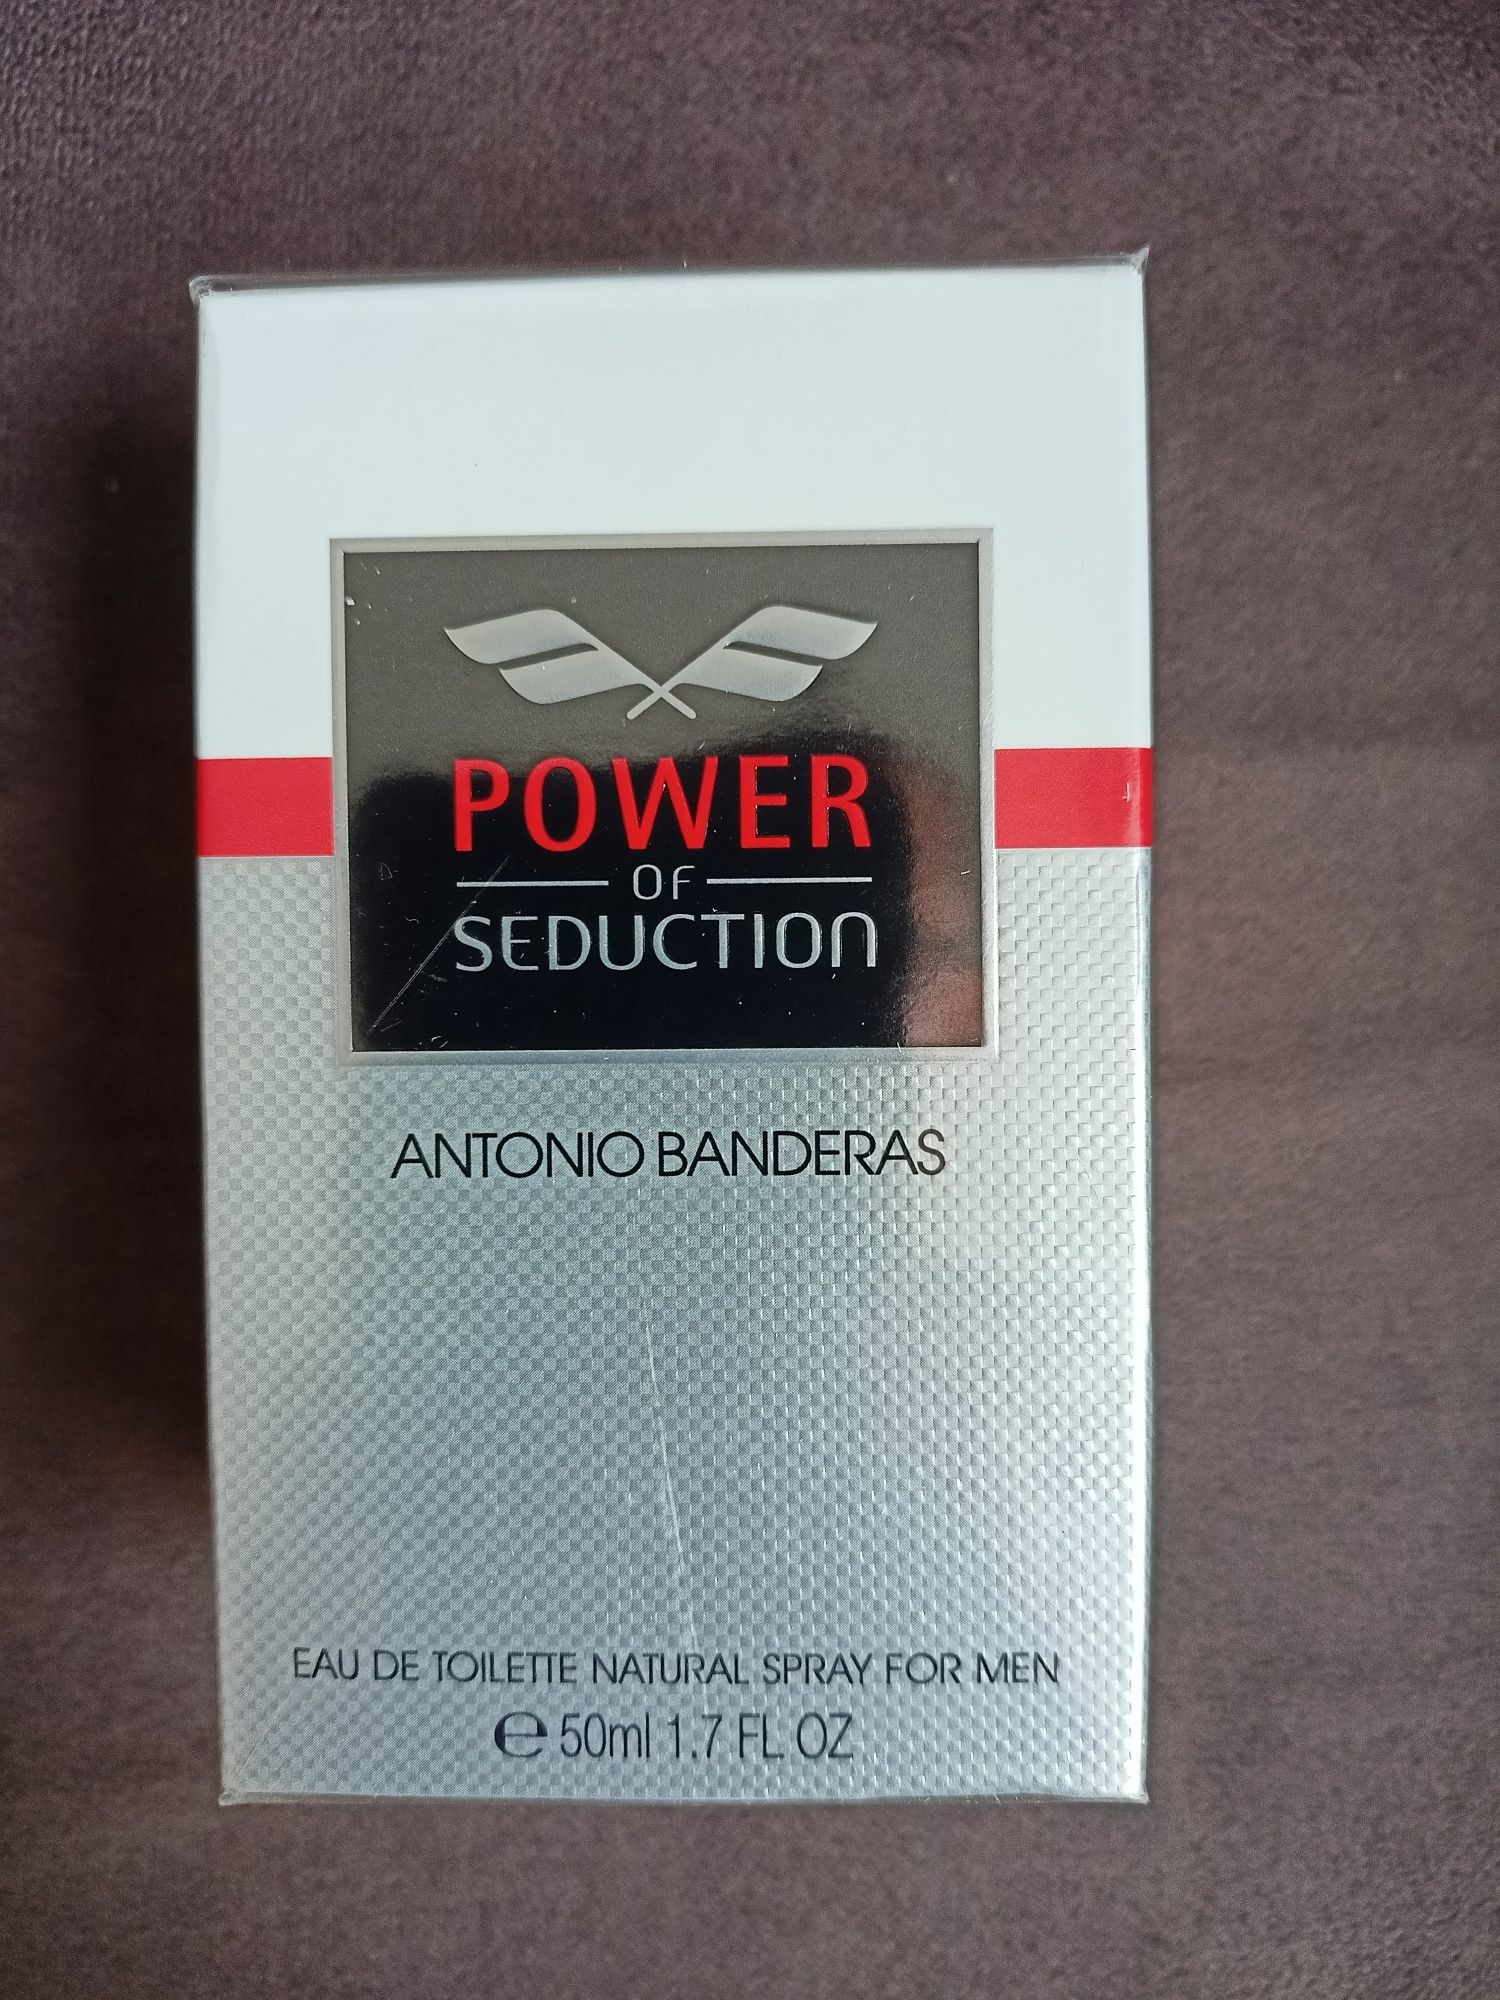 POWER
OF
SEDUCTION
ANTONIO BANDERAS
EAU DE TOILETTE NATURAL SPRAY FOR MEN
℮ 50ml 1.7 FL OZ